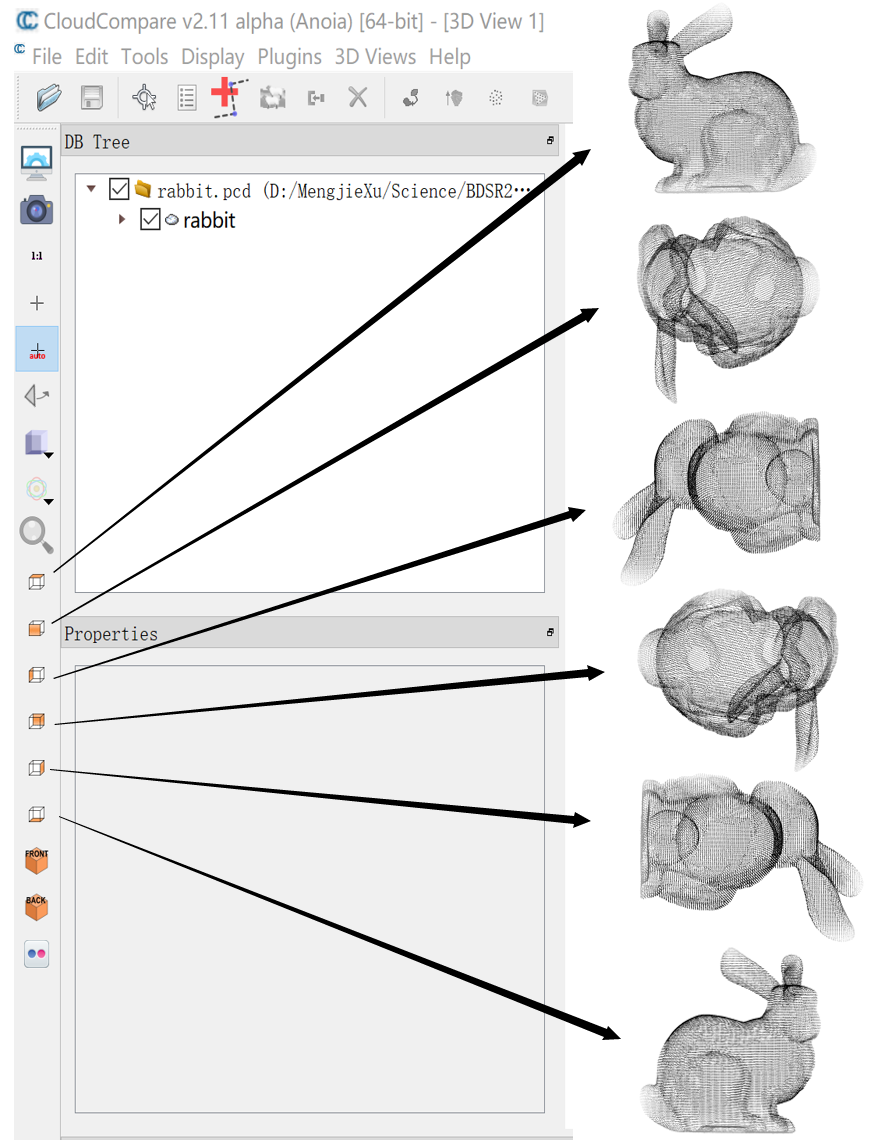 CloudCompare v2.11 alpha (Anoia) [64-bit] - [3D View 1]
File Edit Tools Display Plugins 3D Views Help
DB Tree
rabbit.pcd (D:/MengjieXu/Science/BDSR2…
rabbit
1:1
auto
Properties
FRONT
BACK